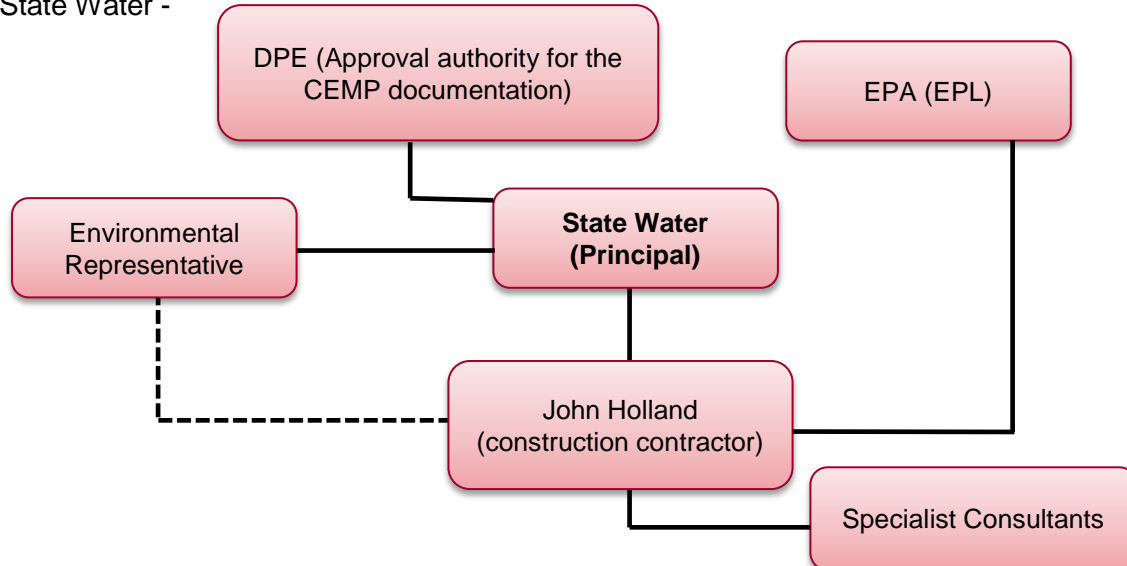 State Water -
DPE (Approval authority for the
CEMP documentation)
EPA (EPL)
State Water
(Principal)
Environmental
Representative
John Holland
(construction contractor)
Specialist Consultants